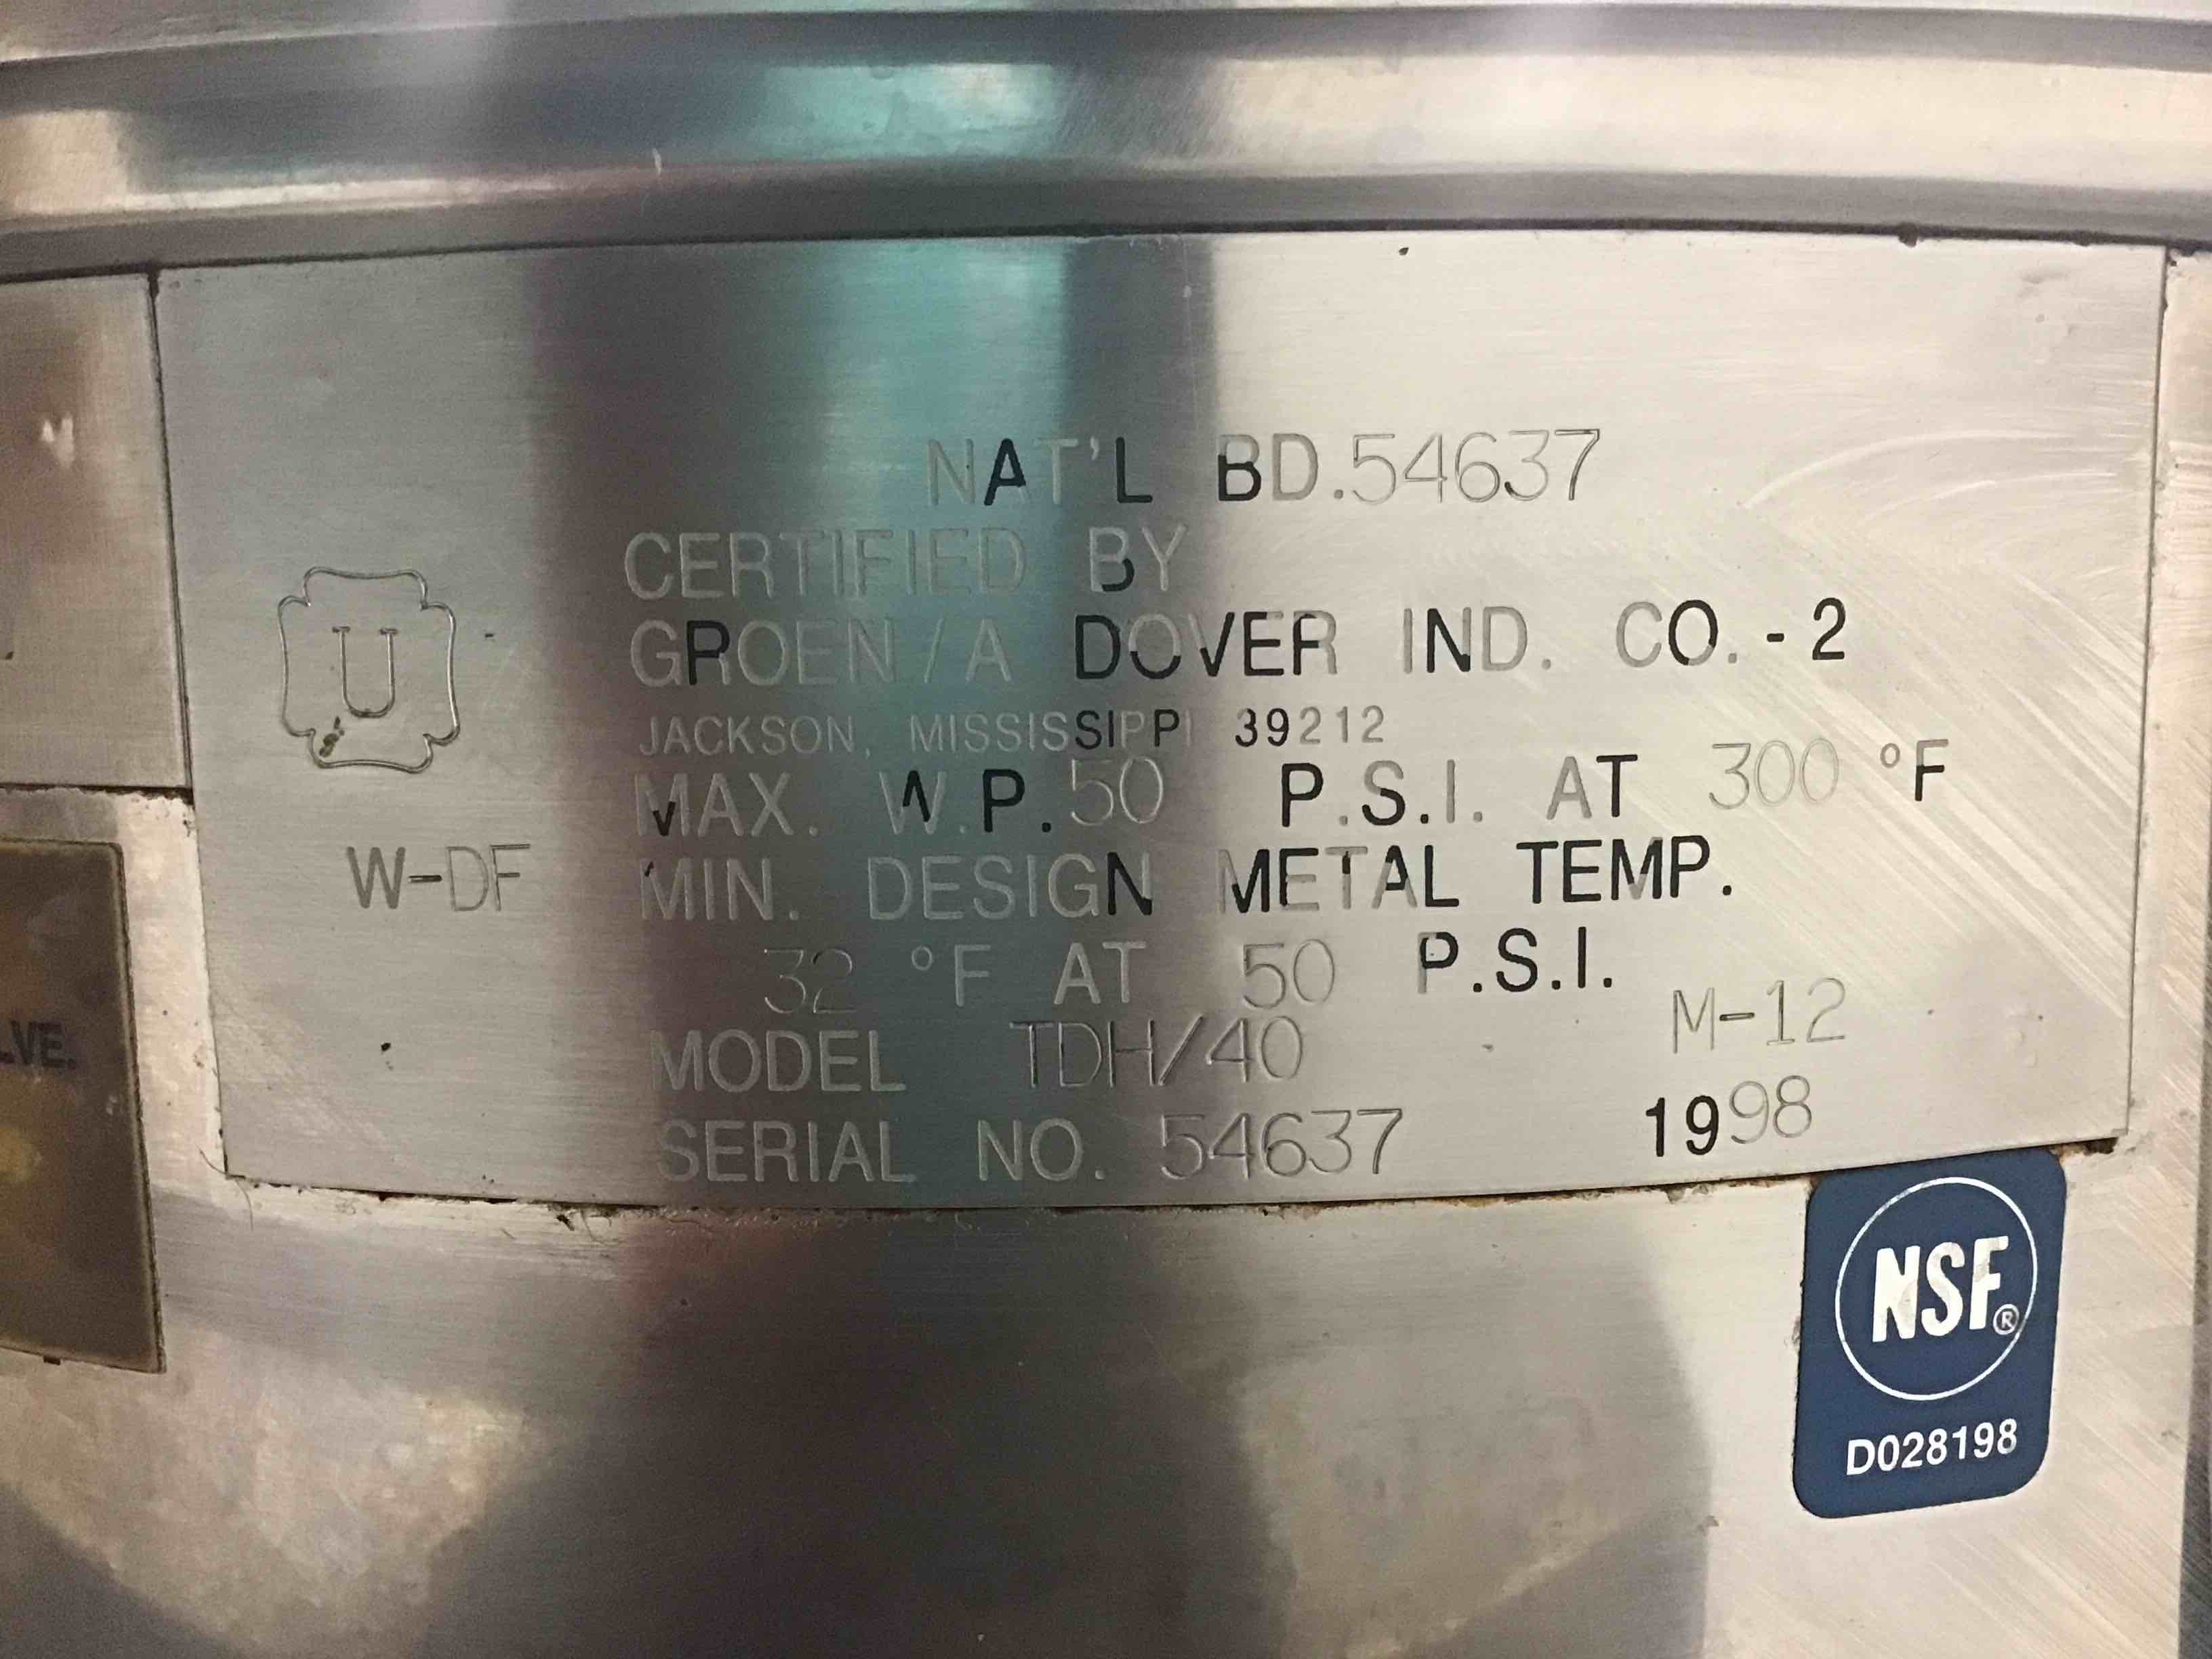 NAT'L BD.54637
CERTIFIED BY
GROEN/A DOVER IND. CO.-2
JACKSON, MISSISSIPPI 39212
MAX. W.P. 50 P.S.I. AT 300 °F
MIN. DESIGN METAL TEMP.
32 °F AT 50 P.S.I.
MODEL TDH/40 M-12
SERIAL NO. 54637 1998
U
W-DF
LVE.
NSF®
D028198